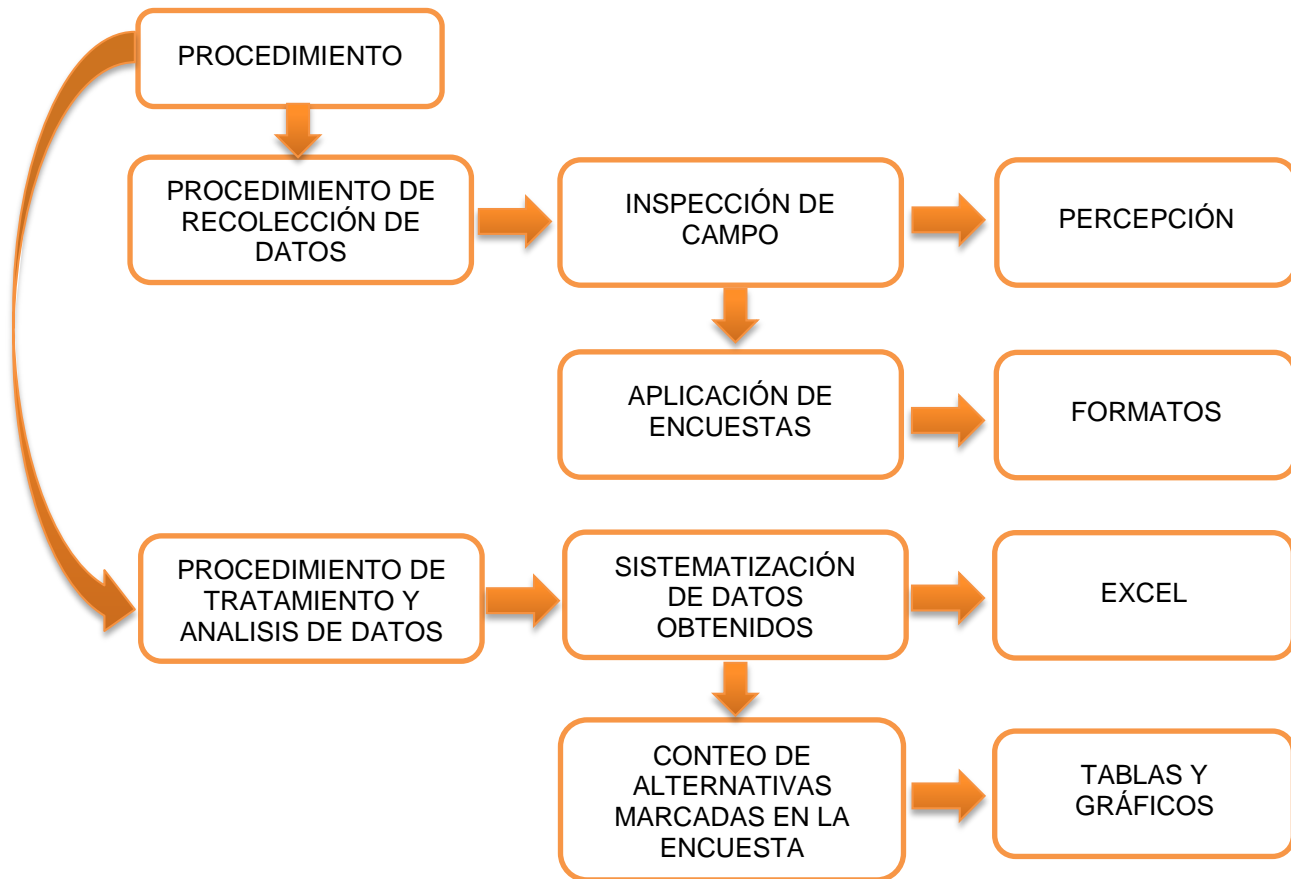 PROCEDIMIENTO
PROCEDIMIENTO DE
RECOLECCIÓN DE
DATOS
INSPECCIÓN DE
CAMPO
PERCEPCIÓN
APLICACIÓN DE
ENCUESTAS
FORMATOS
PROCEDIMIENTO DE
TRATAMIENTO Y
ANALISIS DE DATOS
SISTEMATIZACIÓN
DE DATOS
OBTENIDOS
EXCEL
CONTEO DE
ALTERNATIVAS
MARCADAS EN LA
ENCUESTA
TABLAS Y
GRÁFICOS